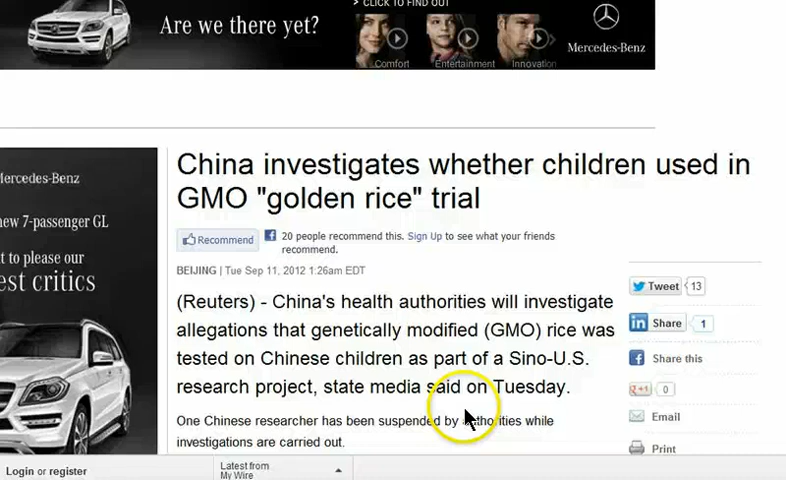 > CLICK TO FIND OUT
Are we there yet?
Comfort Entertainment Innovation
Mercedes-Benz
Mercedes-Benz
new 7-passenger GL
t to please our
est critics
China investigates whether children used in
GMO "golden rice" trial
Recommend
20 people recommend this. Sign Up to see what your friends
recommend.
BEIJING | Tue Sep 11, 2012 1:26am EDT
(Reuters) - China's health authorities will investigate
allegations that genetically modified (GMO) rice was
tested on Chinese children as part of a Sino-U.S.
research project, state media said on Tuesday.
One Chinese researcher has been suspended by authorities while
investigations are carried out.
Tweet 13
in Share 1
Share this
+1 0
Email
Print
Login or register
Latest from
My Wire